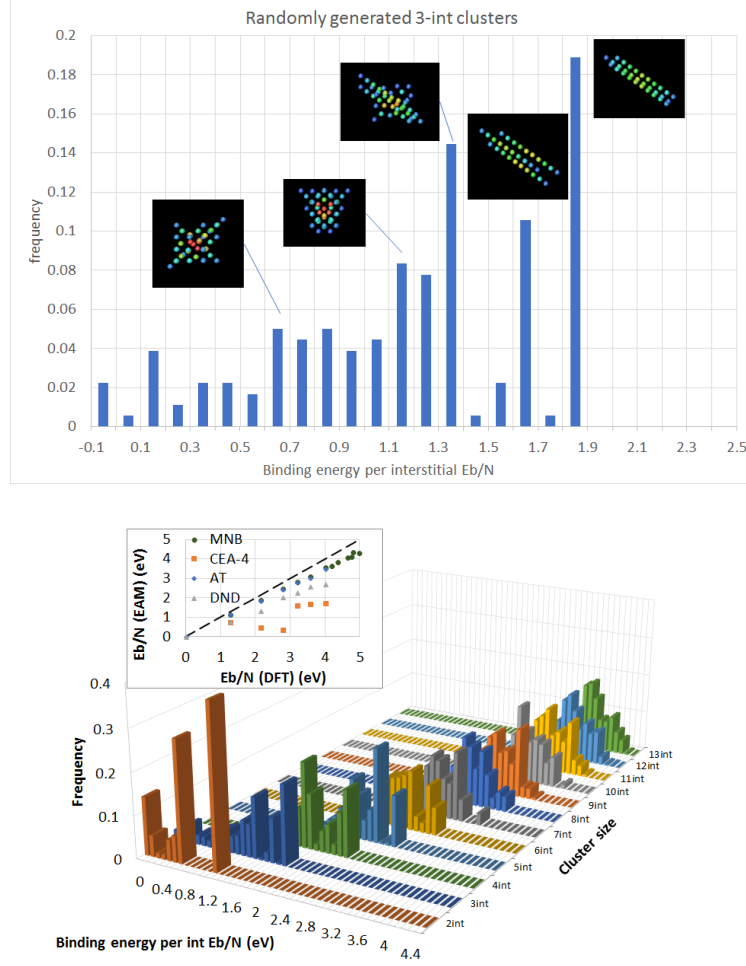 Randomly generated 3-int clusters
0.2
0.18
0.16
0.14
0.12
0.1
0.08
0.06
0.04
0.02
0
frequency
-0.1 0.1 0.3 0.5 0.7 0.9 1.1 1.3 1.5 1.7 1.9 2.1 2.3 2.5
Binding energy per interstitial Eb/N
5
4
3
2
1
0
Eb/N (EAM) (eV)
MNB
CEA-4
AT
DND
0 1 2 3 4 5
Eb/N (DFT) (eV)
0.4
0.3
0.2
0.1
0
Frequency
0 0.4 0.8 1.2 1.6 2 2.4 2.8 3.2 3.6 4 4.4
Binding energy per int Eb/N (eV)
13int
12int
11int
10int
9int
8int
7int
6int
5int
4int
3int
2int
Cluster size